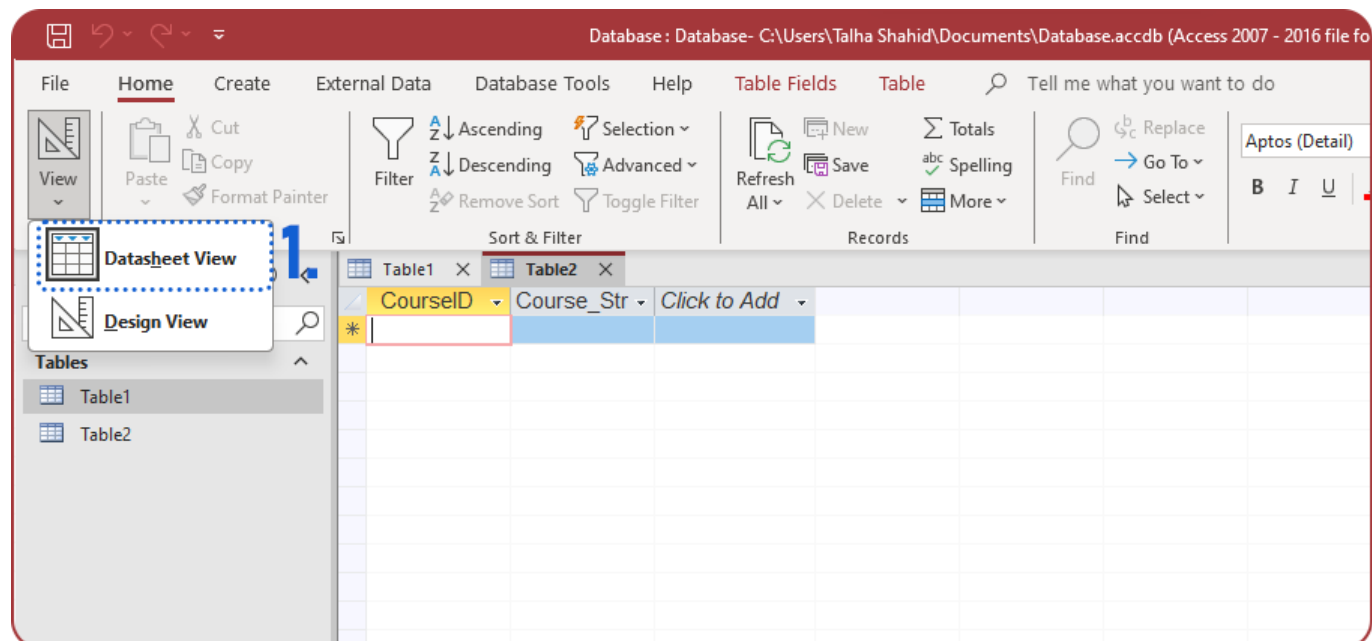 Database : Database- C:\Users\Talha Shahid\Documents\Database.accdb (Access 2007 - 2016 file fo
File Home Create External Data Database Tools Help Table Fields Table Tell me what you want to do
View
Paste
Cut
Copy
Format Painter
Filter
Ascending
Descending
Remove Sort
Selection
Advanced
Toggle Filter
Sort & Filter
Refresh
All
New
Save
Delete
Totals
Spelling
More
Records
Find
Replace
Go To
Select
Find
Aptos (Detail)
B I U
Datasheet View
1.
Design View
Tables
Table1
Table2
Table1 Table2
CourseID Course_Str Click to Add